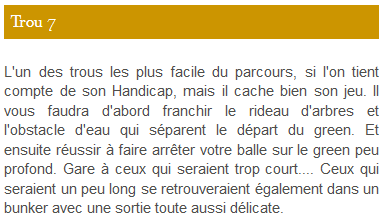 Trou 7
L'un des trous les plus facile du parcours, si l'on tient
compte de son Handicap, mais il cache bien son jeu. Il
vous faudra d'abord franchir le rideau d'arbres et
l'obstacle d'eau qui séparent le départ du green. Et
ensuite réussir à faire arrêter votre balle sur le green peu
profond. Gare à ceux qui seraient trop court.... Ceux qui
seraient un peu long se retrouveraient également dans un
bunker avec une sortie toute aussi délicate.